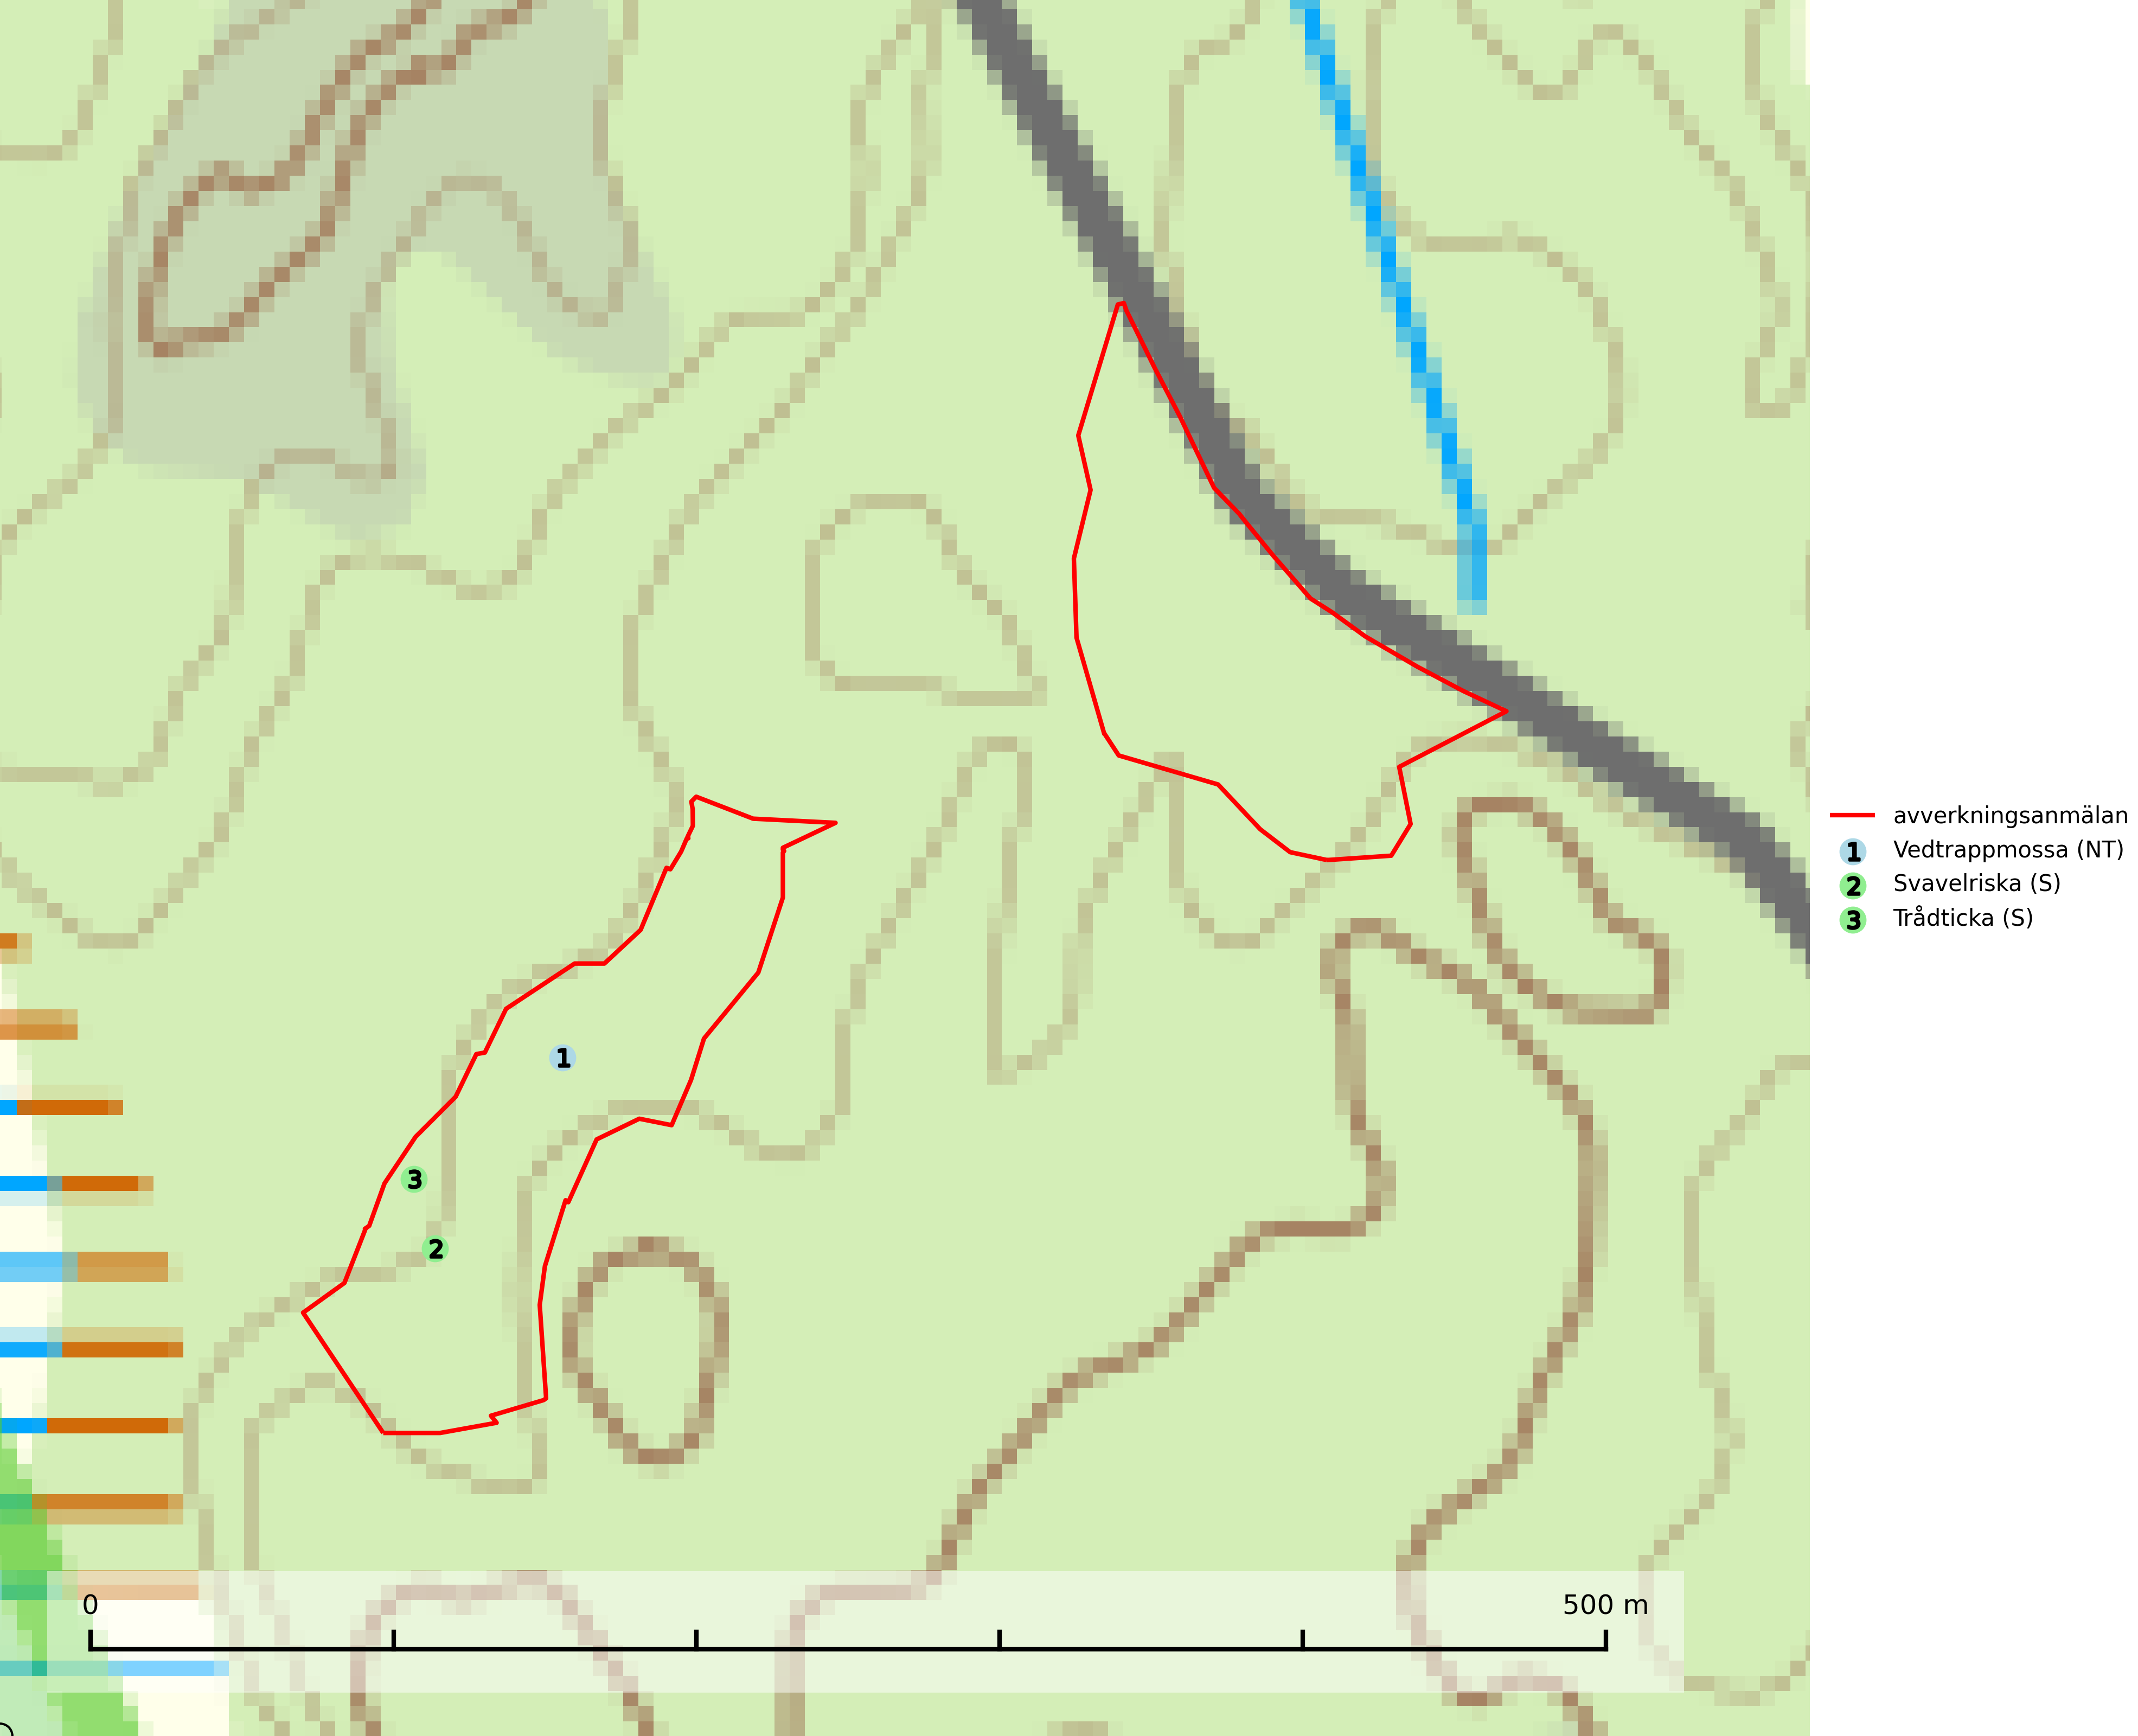 avverkningsanmälan
1 Vedtrappmossa (NT)
2 Svavelriska (S)
3 Trådticka (S)
1
3
2
0 500 m